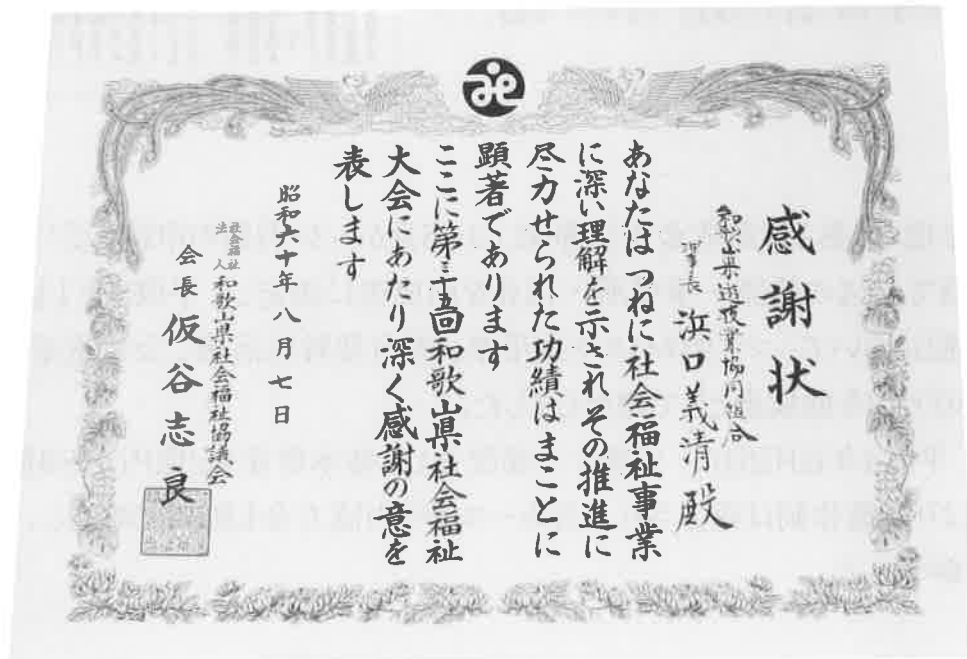 感謝状
和歌山県遊技業協同組合
理事長 浜口義清殿
あなたはつねに社会福祉事業
に深い理解を示されその推進に
尽力せられた功績はまことに
顕著であります
ここに第三十五回和歌山県社会福祉
大会にあたり深く感謝の意を
表します
昭和六十年八月七日
社会福祉法人和歌山県社会福祉協議会
会長 仮谷志良